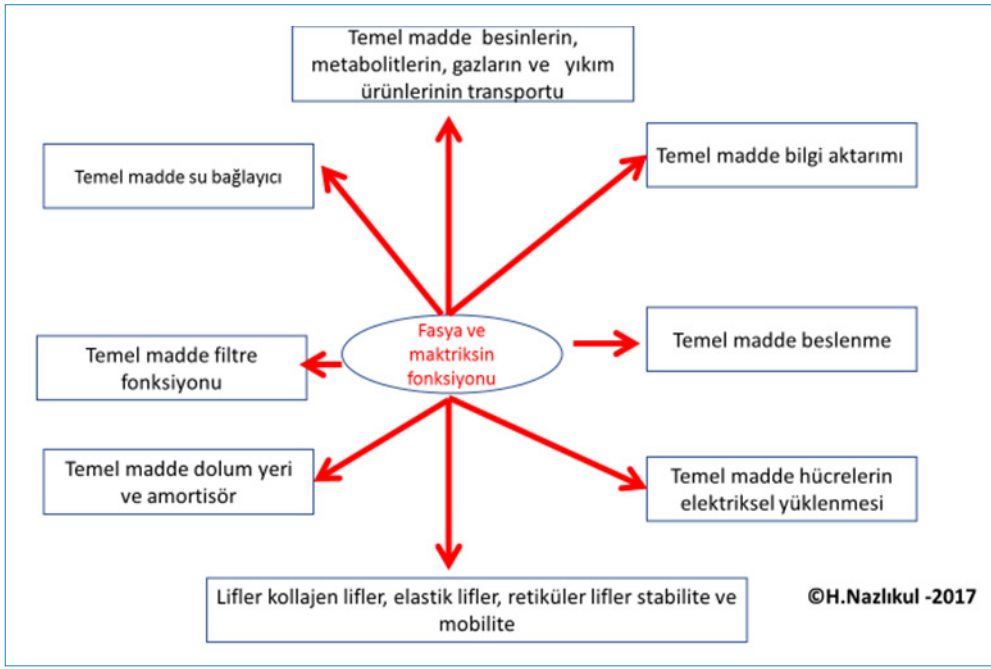 Temel madde besinlerin,
metabolitlerin, gazların ve yıkım
ürünlerinin transportu
Temel madde bilgi aktarımı
Temel madde su bağlayıcı
Fasya ve
maktriksin
fonksiyonu
Temel madde beslenme
Temel madde filtre
fonksiyonu
Temel madde dolum yeri
ve amortisör
Temel madde hücrelerin
elektriksel yüklenmesi
Lifler kollajen lifler, elastik lifler, retiküler lifler stabilite ve
mobilite
©H.Nazlıkul -2017